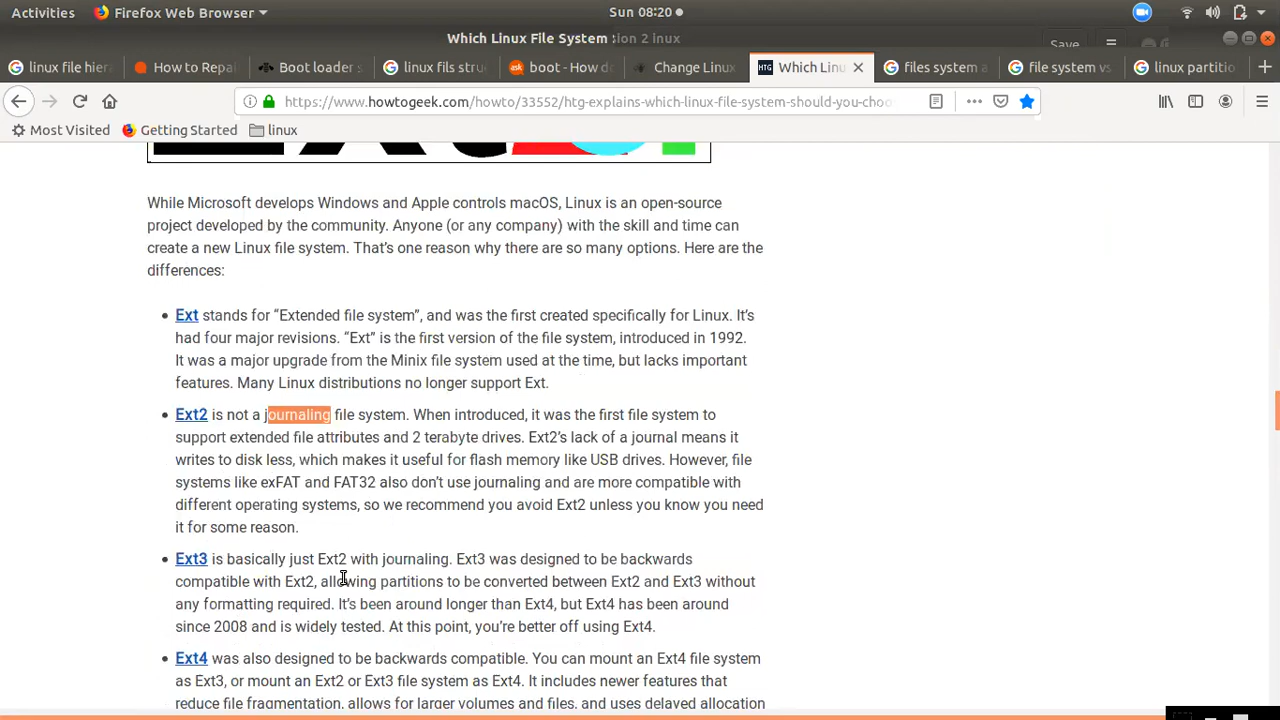 Activities Firefox Web Browser Sun 08:20
Which Linux File System ion 2 inux
Save
linux file hiera How to Repa Boot loader s linux fils stru boot - How do Change Linux Which Linu files system a file system vs linux partitio
https://www.howtogeek.com/howto/33552/htg-explains-which-linux-file-system-should-you-choo
Most Visited Getting Started linux
While Microsoft develops Windows and Apple controls macOS, Linux is an open-source
project developed by the community. Anyone (or any company) with the skill and time can
create a new Linux file system. That’s one reason why there are so many options. Here are the
differences:
Ext stands for “Extended file system”, and was the first created specifically for Linux. It’s
had four major revisions. “Ext” is the first version of the file system, introduced in 1992.
It was a major upgrade from the Minix file system used at the time, but lacks important
features. Many Linux distributions no longer support Ext.
Ext2 is not a journaling file system. When introduced, it was the first file system to
support extended file attributes and 2 terabyte drives. Ext2’s lack of a journal means it
writes to disk less, which makes it useful for flash memory like USB drives. However, file
systems like exFAT and FAT32 also don’t use journaling and are more compatible with
different operating systems, so we recommend you avoid Ext2 unless you know you need
it for some reason.
Ext3 is basically just Ext2 with journaling. Ext3 was designed to be backwards
compatible with Ext2, allowing partitions to be converted between Ext2 and Ext3 without
any formatting required. It’s been around longer than Ext4, but Ext4 has been around
since 2008 and is widely tested. At this point, you’re better off using Ext4.
Ext4 was also designed to be backwards compatible. You can mount an Ext4 file system
as Ext3, or mount an Ext2 or Ext3 file system as Ext4. It includes newer features that
reduce file fragmentation, allows for larger volumes and files, and uses delayed allocation